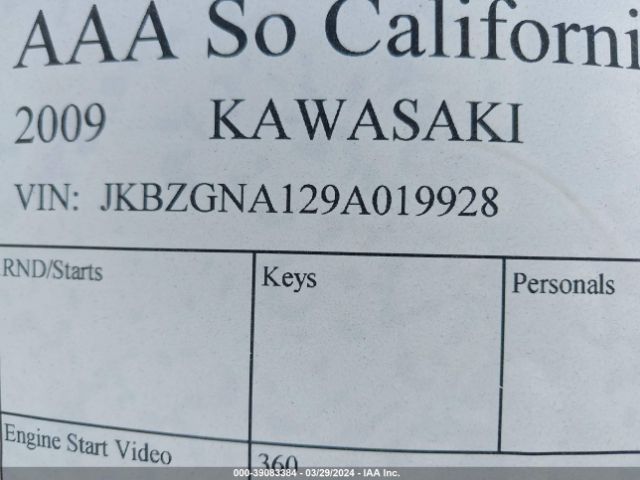 AAA So Californi
2009 KAWASAKI
VIN: JKBZGNA129A019928
RND/Starts Keys Personals
Engine Start Video 360
000-39083384 - 03/29/2024 - IAA Inc.